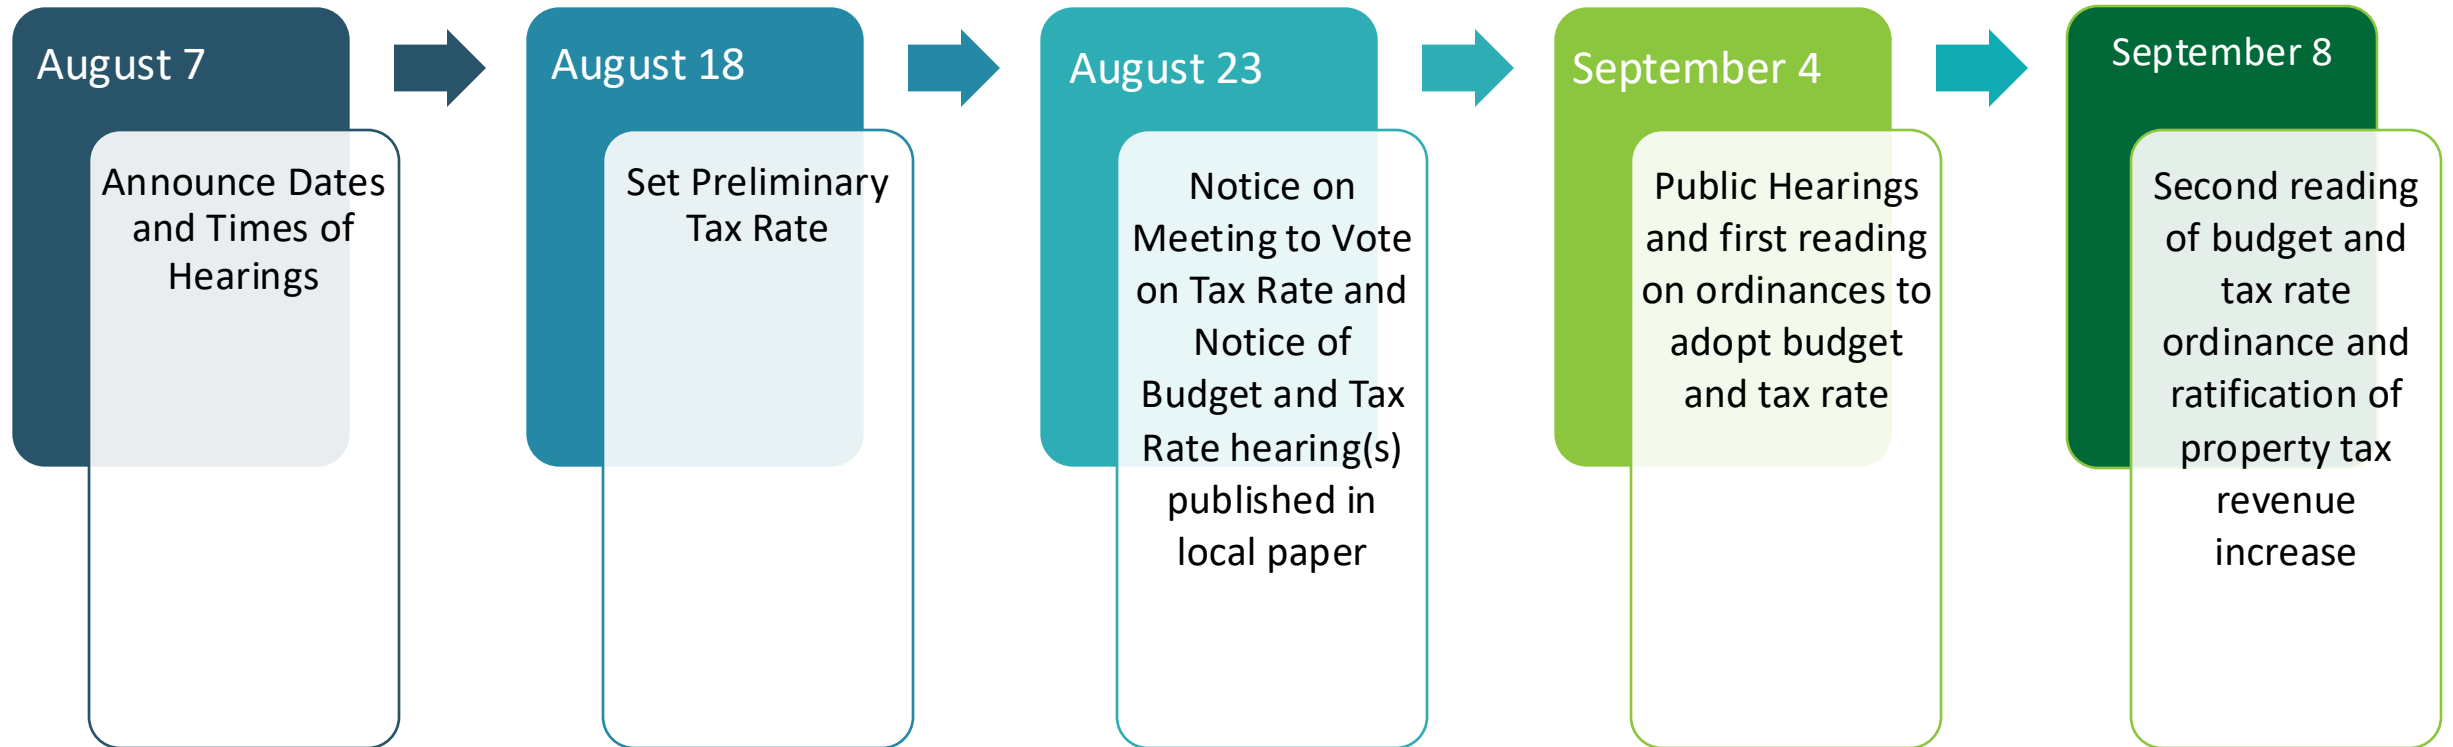 August 7
Announce Dates
and Times of
Hearings
August 18
Set Preliminary
Tax Rate
August 23
Notice on
Meeting to Vote
on Tax Rate and
Notice of
Budget and Tax
Rate hearing(s)
published in
local paper
September 4
Public Hearings
and first reading
on ordinances to
adopt budget
and tax rate
September 8
Second reading
of budget and
tax rate
ordinance and
ratification of
property tax
revenue
increase